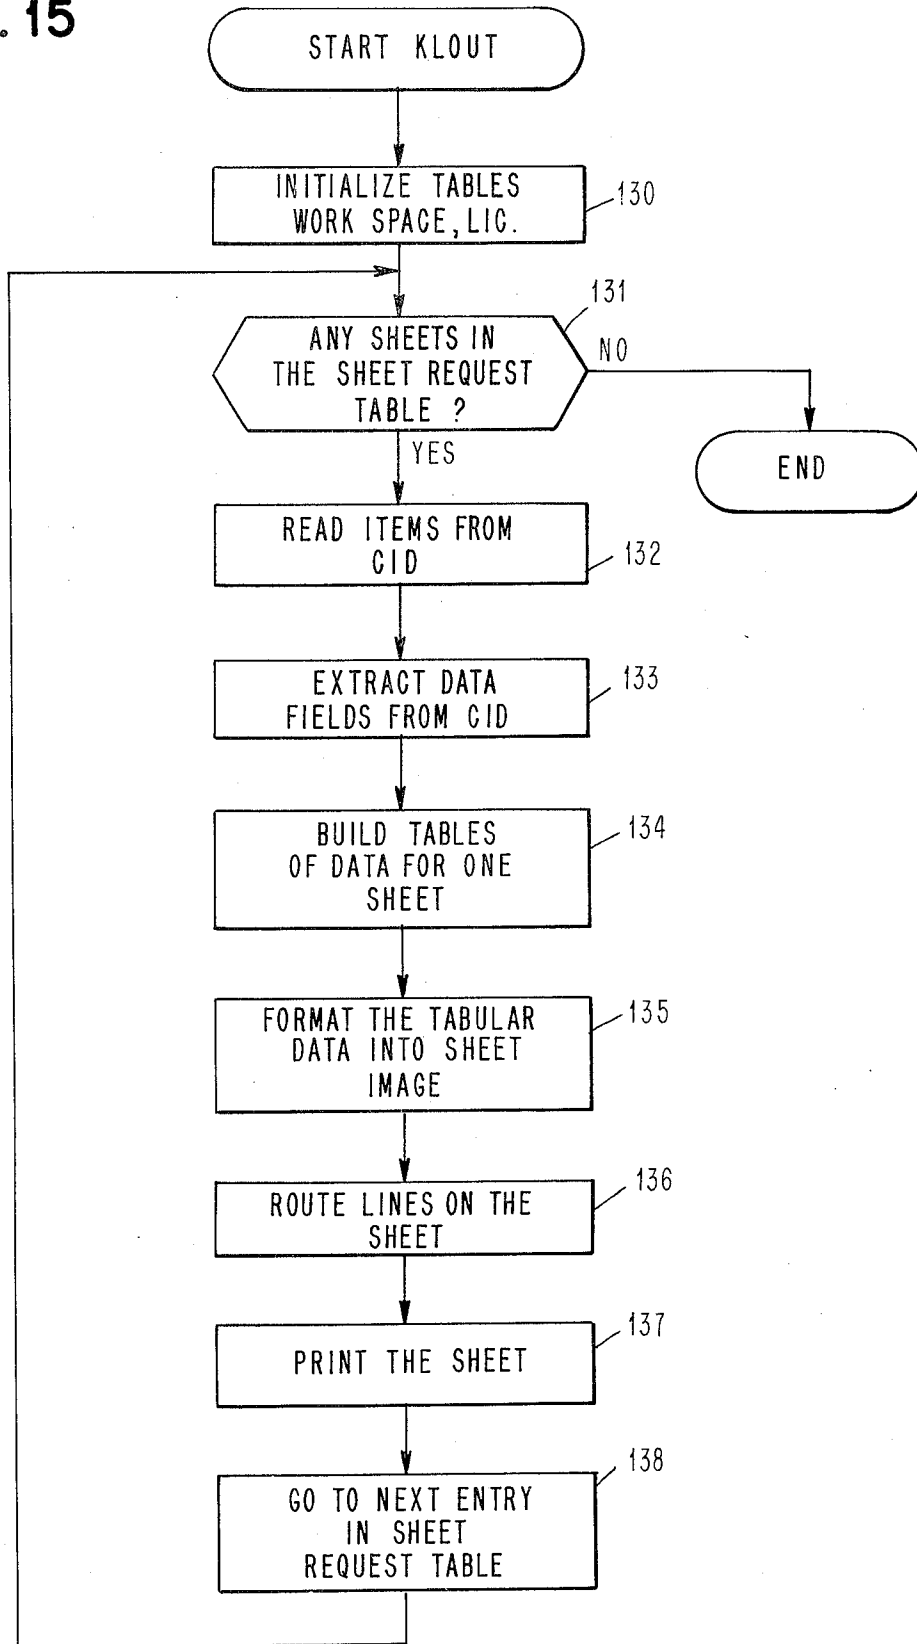 . 15
START KLOUT
INITIALIZE TABLES
WORK SPACE, LIC.
130
131
ANY SHEETS IN
THE SHEET REQUEST
TABLE ?
NO
YES
END
READ ITEMS FROM
CID
132
EXTRACT DATA
FIELDS FROM CID
133
BUILD TABLES
OF DATA FOR ONE
SHEET
134
FORMAT THE TABULAR
DATA INTO SHEET
IMAGE
135
ROUTE LINES ON THE
SHEET
136
PRINT THE SHEET
137
138
GO TO NEXT ENTRY
IN SHEET
REQUEST TABLE